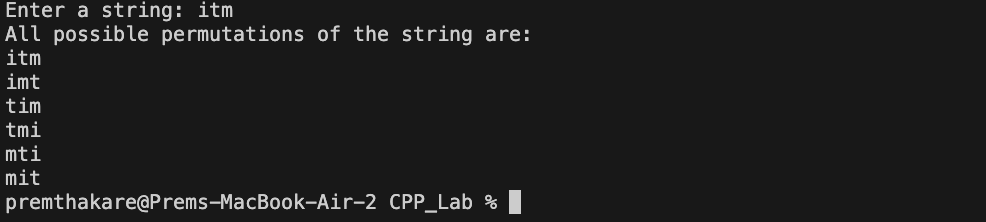 Enter a string: itm
All possible permutations of the string are:
itm
imt
tim
tmi
mti
mit
premthakare@Prems-MacBook-Air-2 CPP_Lab %